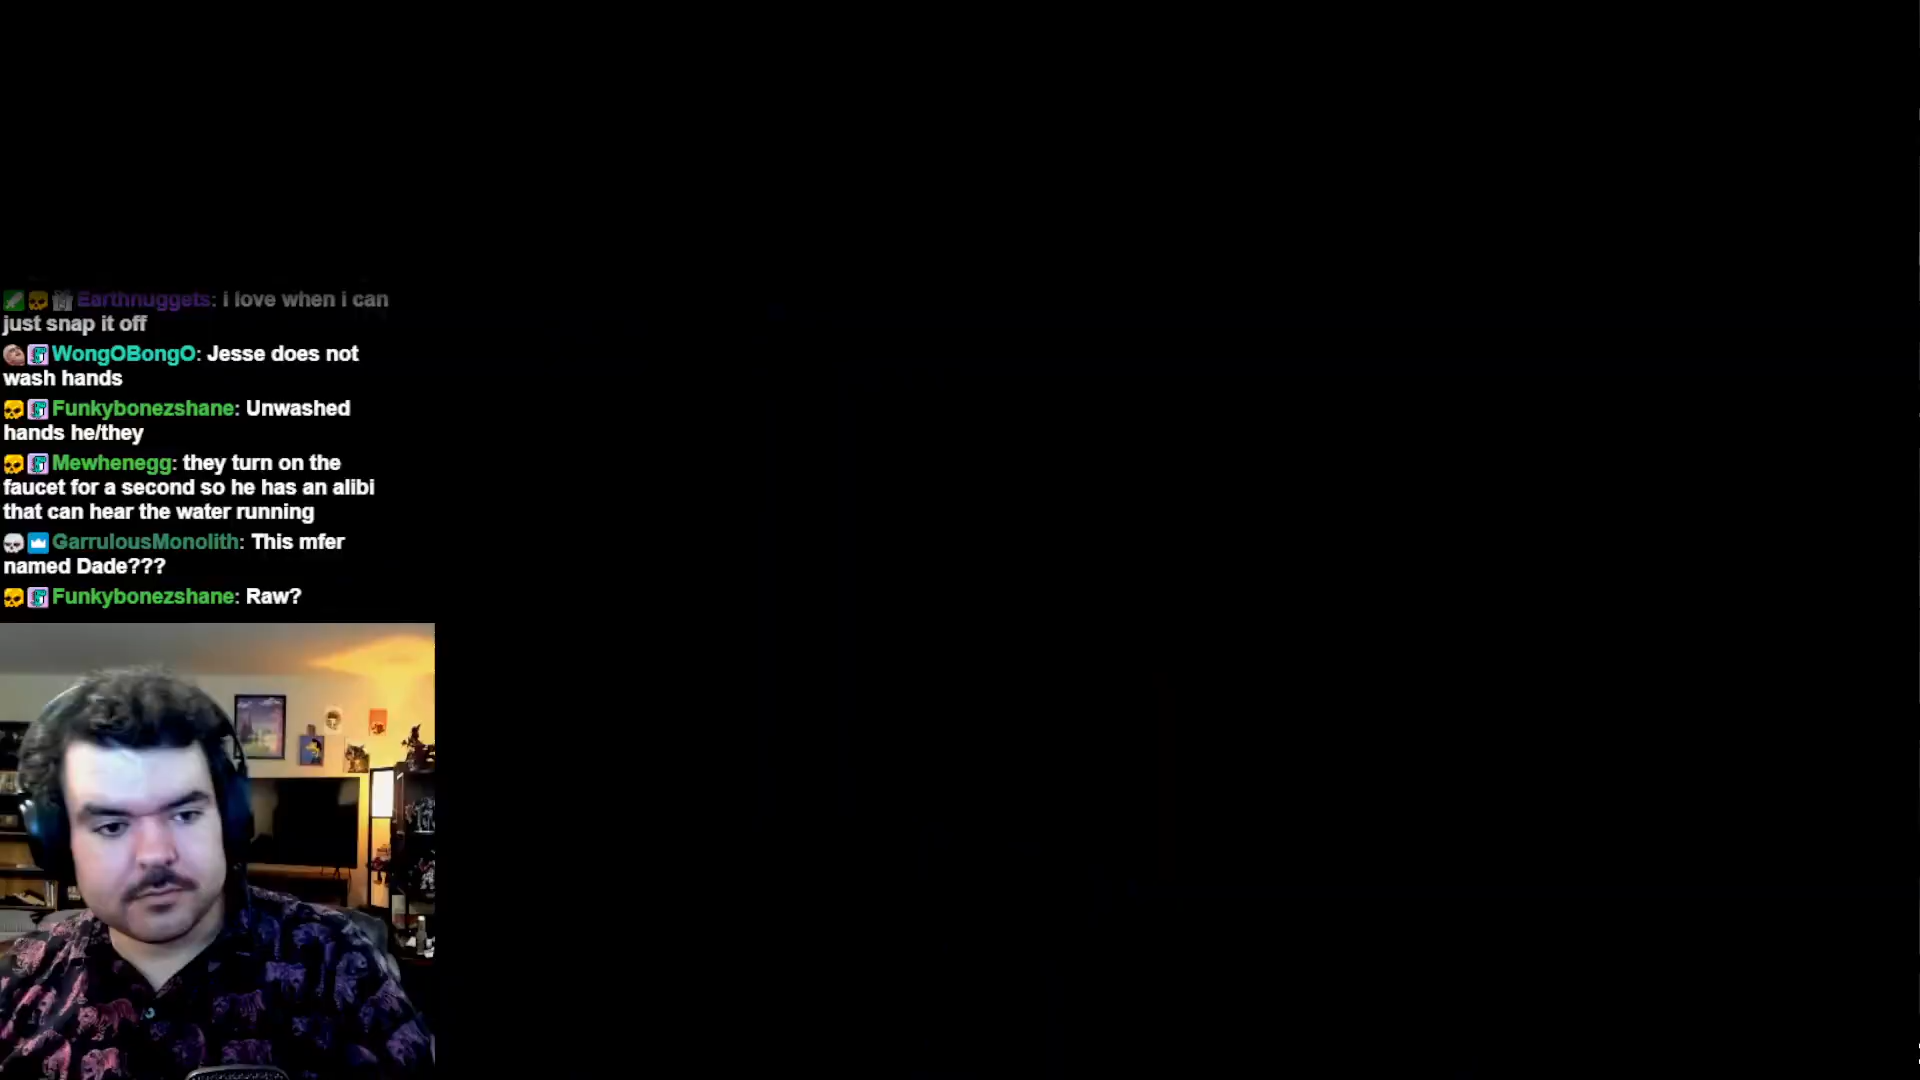 Earthnuggets: i love when i can
just snap it off
WongOBongO: Jesse does not
wash hands
Funkybonezshane: Unwashed
hands he/they
Mewhenegg: they turn on the
faucet for a second so he has an alibi
that can hear the water running
GarrulousMonolith: This mfer
named Dade???
Funkybonezshane: Raw?